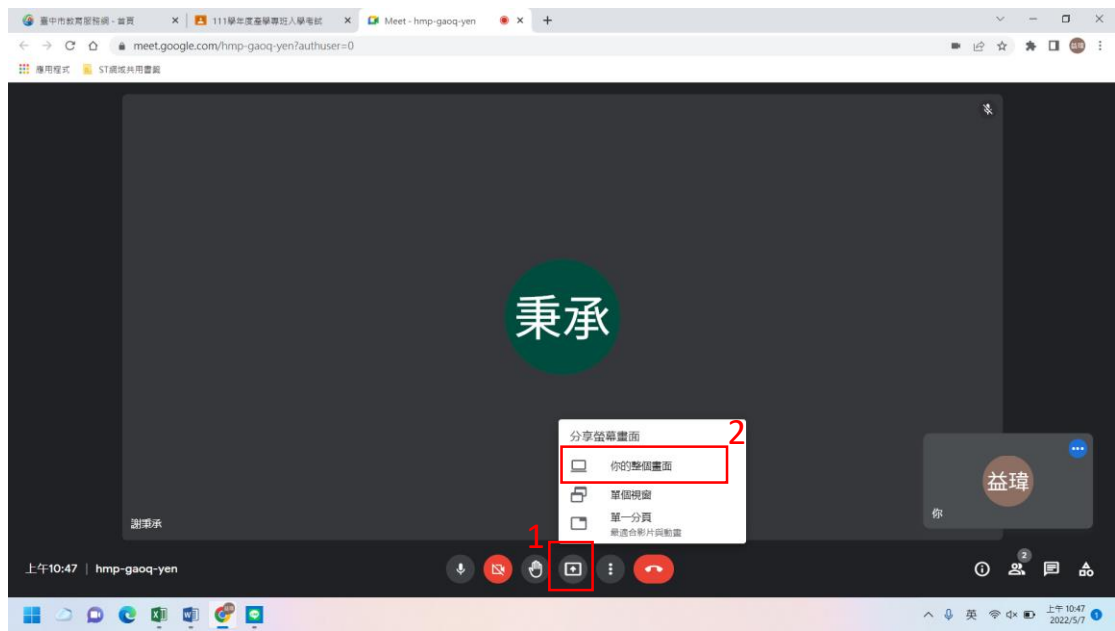 臺中市教育服務網 - 首頁
111學年度臺學專班入學考試
Meet - hmp-gaoq-yen
meet.google.com/hmp-gaoq-yen?authuser=0
益瑋
應用程式
ST網域共用書籤
秉承
分享螢幕畫面
2
你的整個畫面
單個視窗
單一分頁
最適合影片與動畫
益瑋
你
謝秉承
1
上午10:47 | hmp-gaoq-yen
2
英
上午 10:47
2022/5/7
1